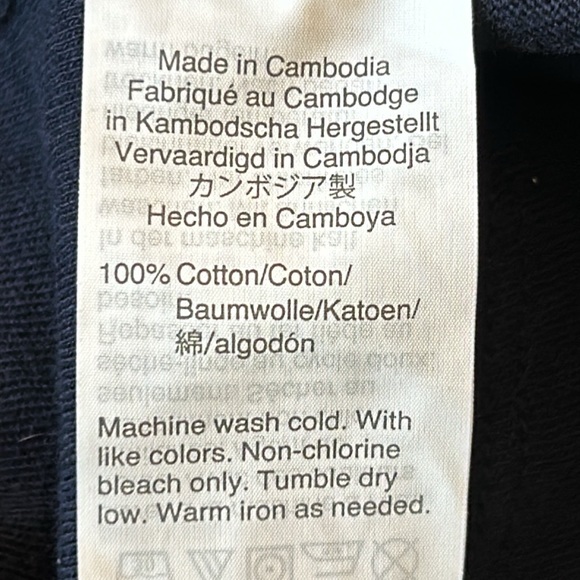 Made in Cambodia
Fabriqué au Cambodge
in Kambodscha Hergestellt
Vervaardigd in Cambodja
カンボジア製
Hecho en Camboya
100% Cotton/Coton/
Baumwolle/Katoen/
綿/algodón
Machine wash cold. With
like colors. Non-chlorine
bleach only. Tumble dry
low. Warm iron as needed.